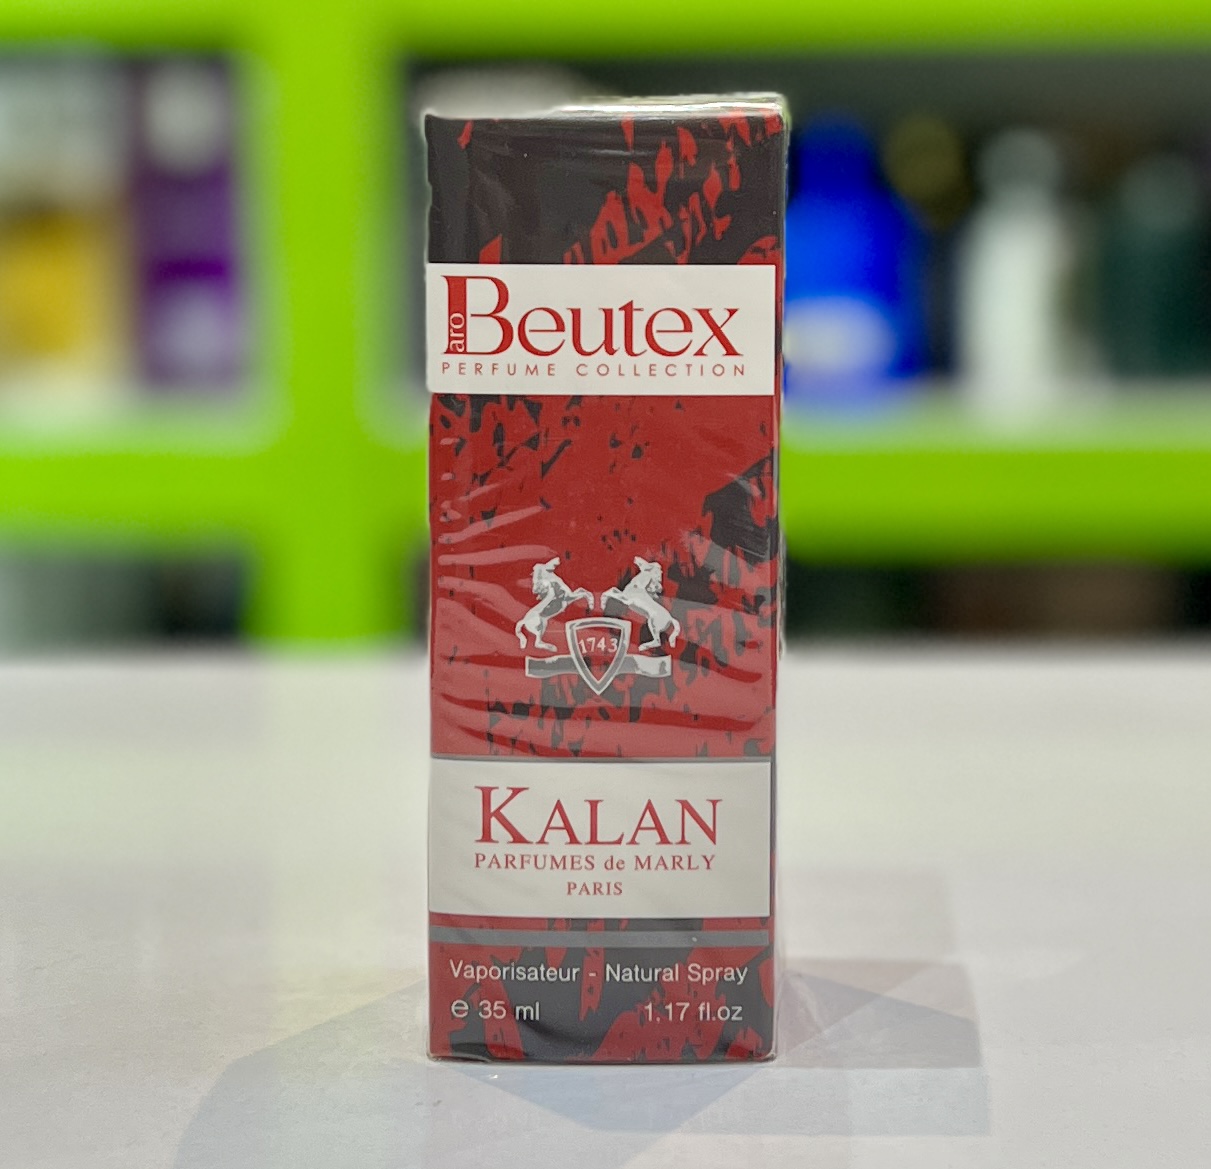 aro Beutex
PERFUME COLLECTION
1743
KALAN
PARFUMES de MARLY
PARIS
Vaporisateur - Natural Spray
℮ 35 ml 1,17 fl.oz